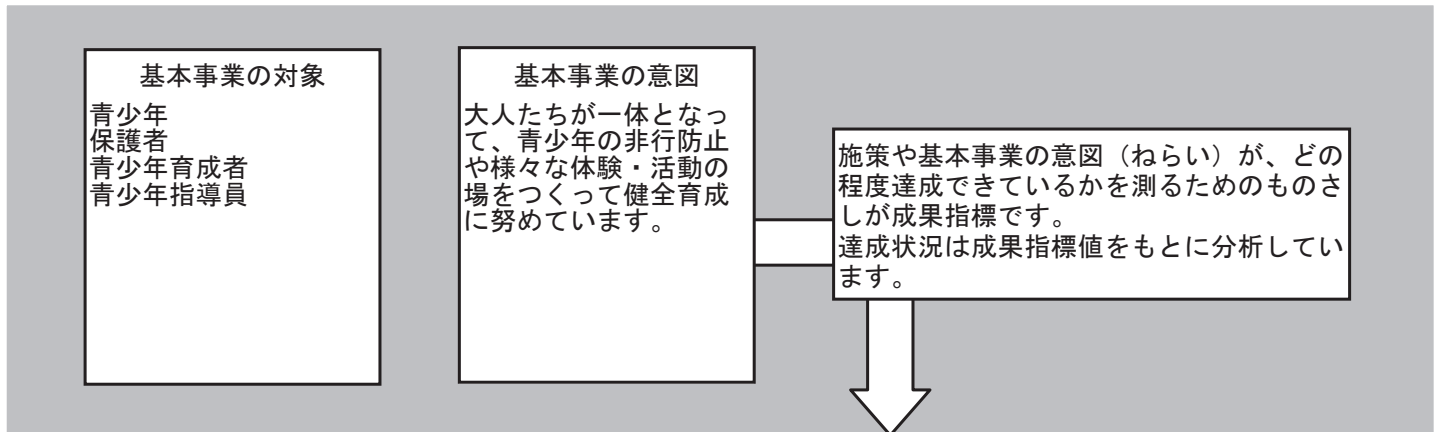 基本事業の対象
青少年
保護者
青少年育成者
青少年指導員
基本事業の意図
大人たちが一体となっ
て、青少年の非行防止
や様々な体験・活動の
場をつくって健全育成
に努めています。
施策や基本事業の意図（ねらい）が、どの
程度達成できているかを測るためのものさ
しが成果指標です。
達成状況は成果指標値をもとに分析してい
ます。